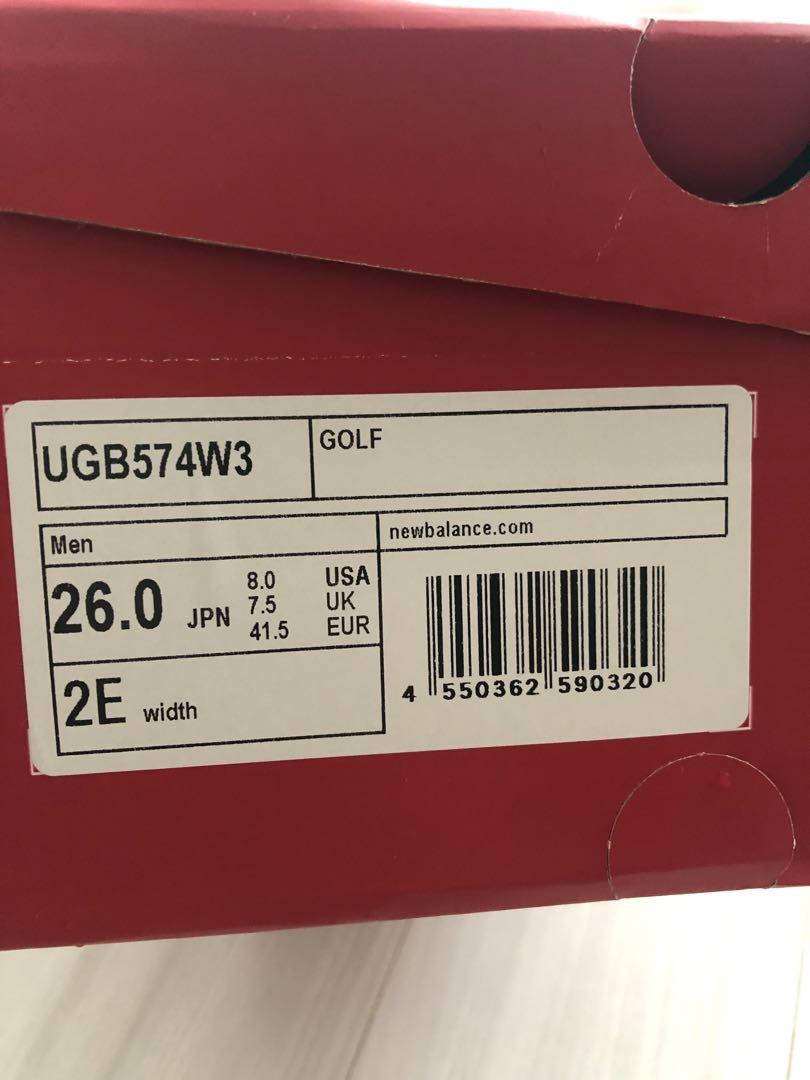 UGB574W3
GOLF
Men
newbalance.com
26.0 JPN
8.0 USA
7.5 UK
41.5 EUR
2E width
4 550362 590320